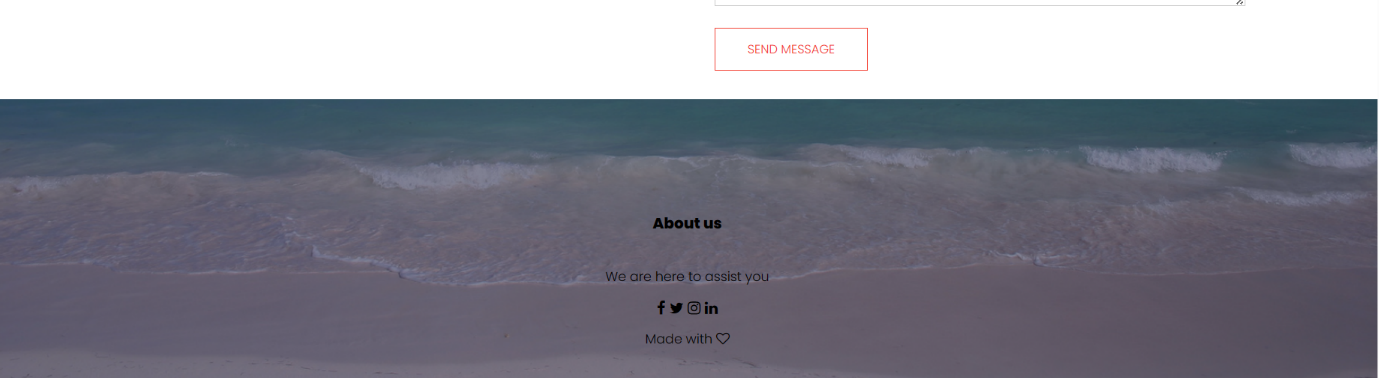 SEND MESSAGE
About us
We are here to assist you
Made with